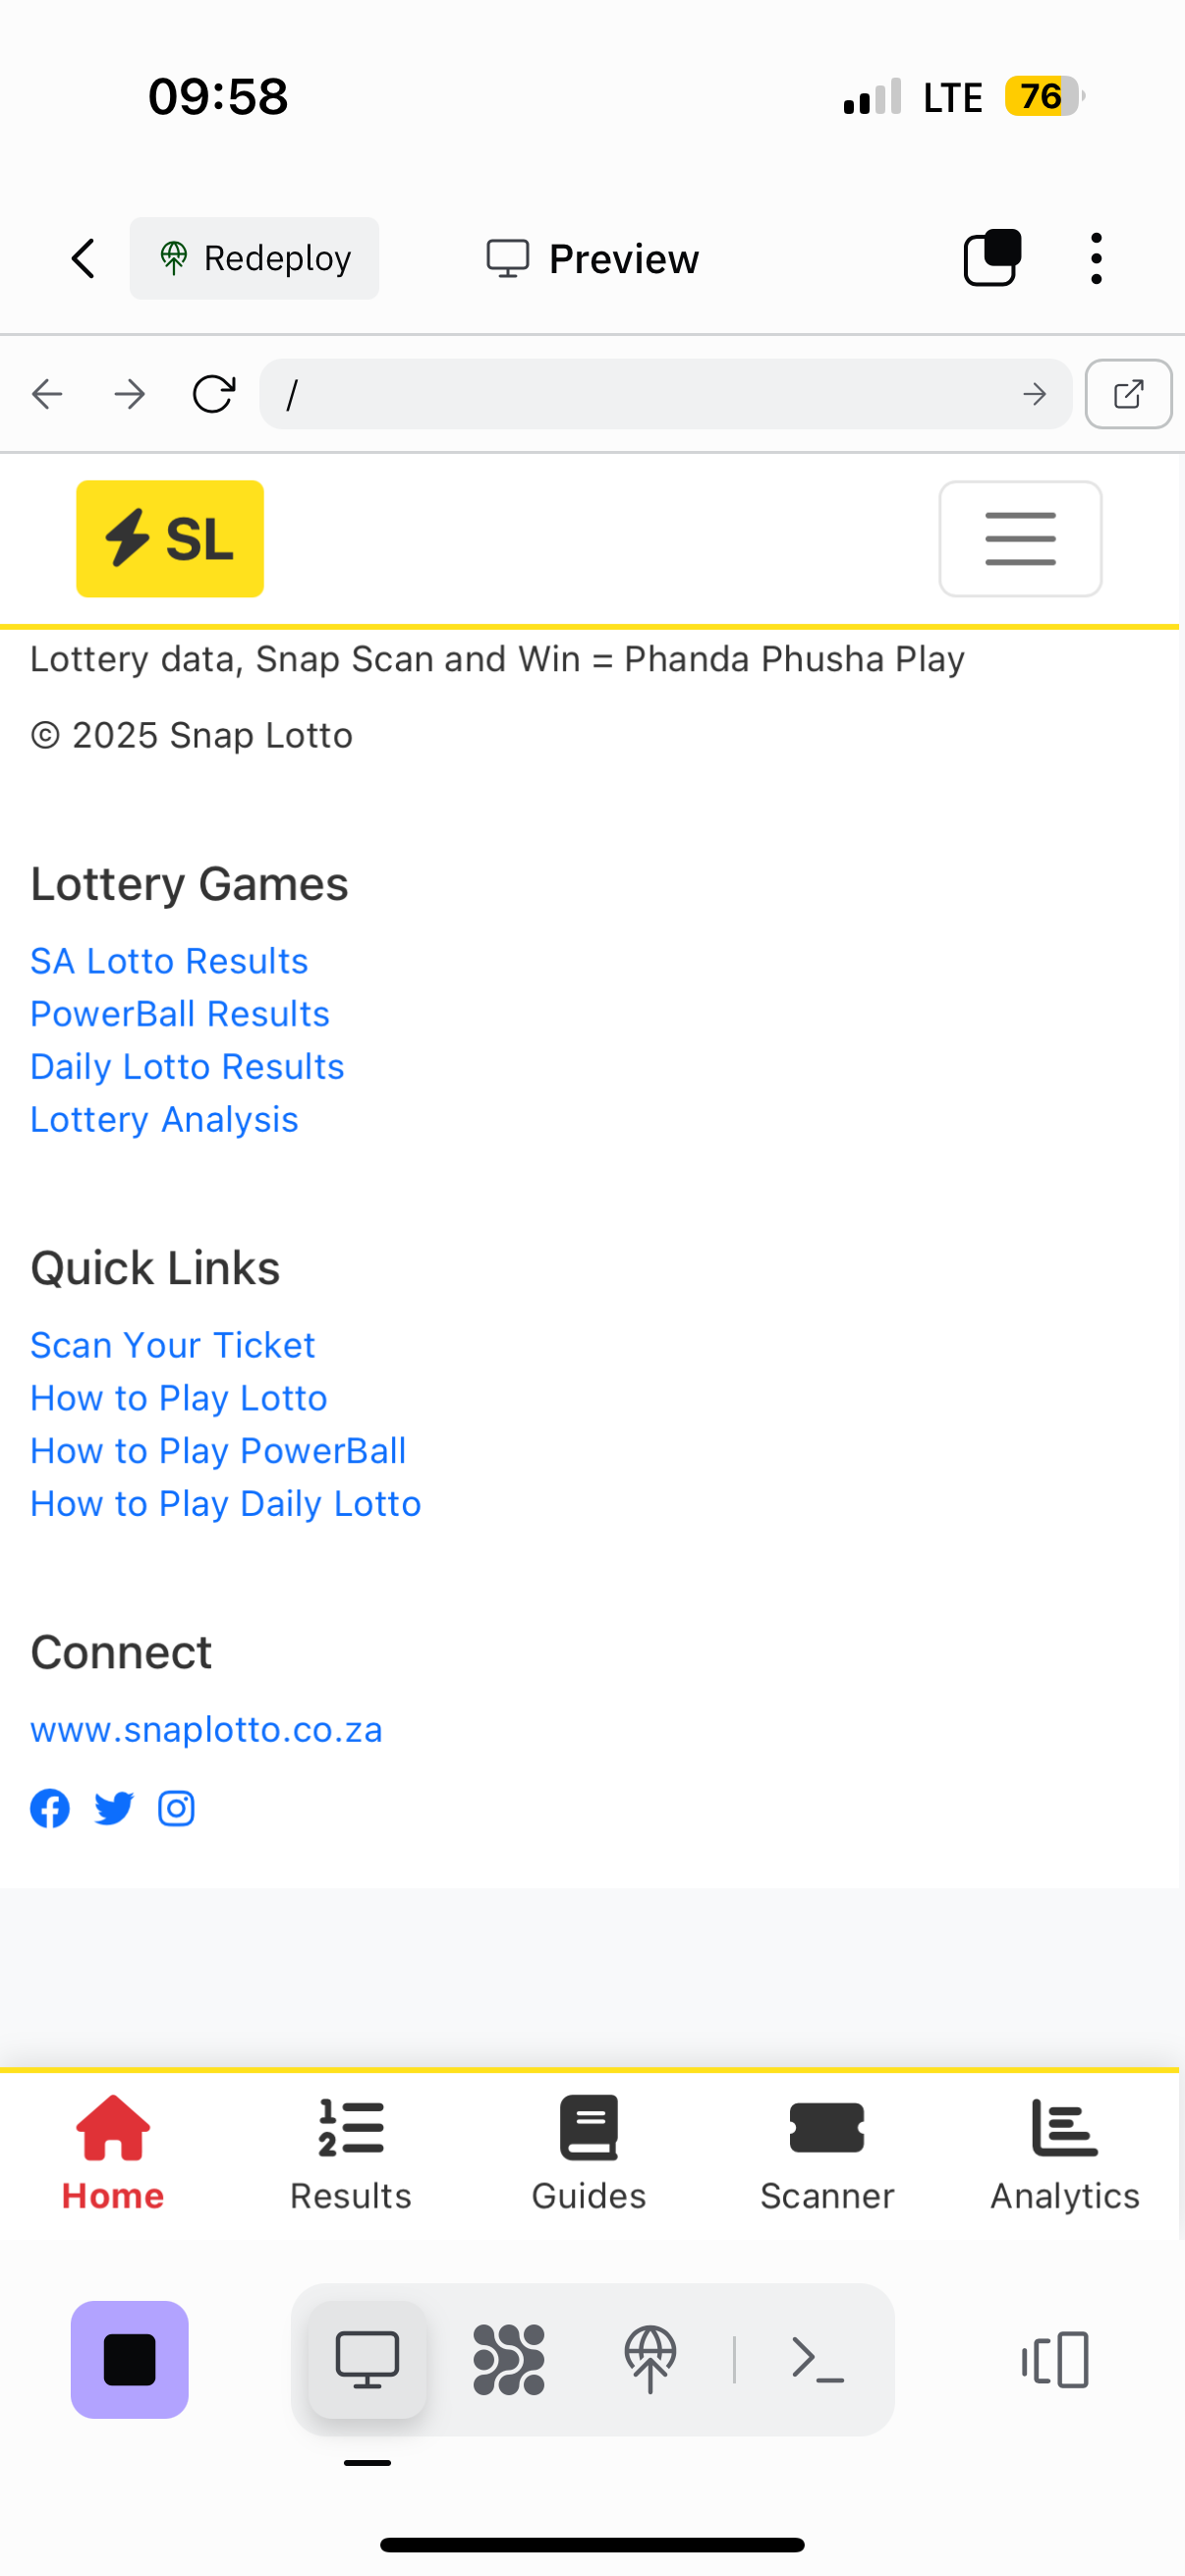 09:58
LTE 76
Redeploy
Preview
/
SL
Lottery data, Snap Scan and Win = Phanda Phusha Play
© 2025 Snap Lotto
Lottery Games
SA Lotto Results
PowerBall Results
Daily Lotto Results
Lottery Analysis
Quick Links
Scan Your Ticket
How to Play Lotto
How to Play PowerBall
How to Play Daily Lotto
Connect
www.snaplotto.co.za
Home
Results
Guides
Scanner
Analytics